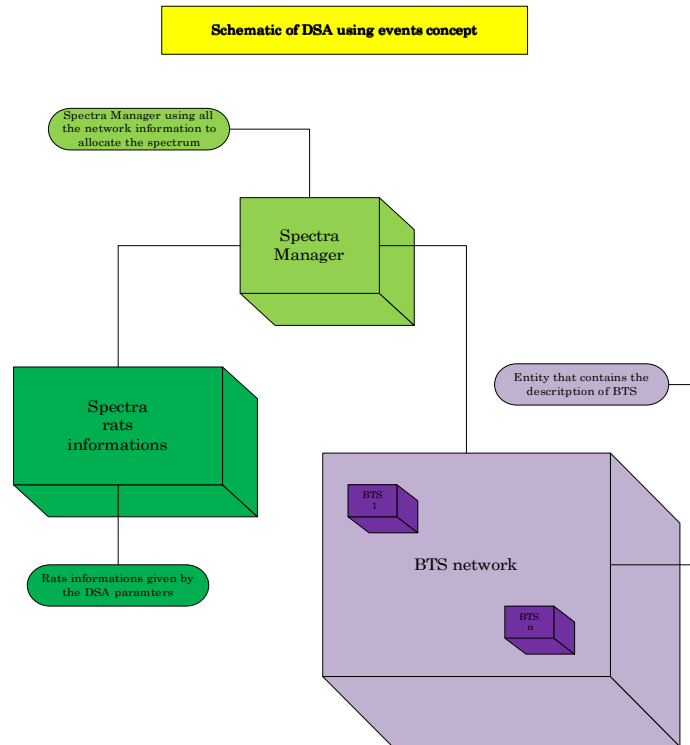 Schematic of DSA using events concept
Spectra Manager using all
the network information to
allocate the spectrum
Spectra
Manager
Spectra
rats
informations
Entity that contains the
descritption of BTS
BTS
1
BTS network
Rats informations given by
the DSA paramters
BTS
n